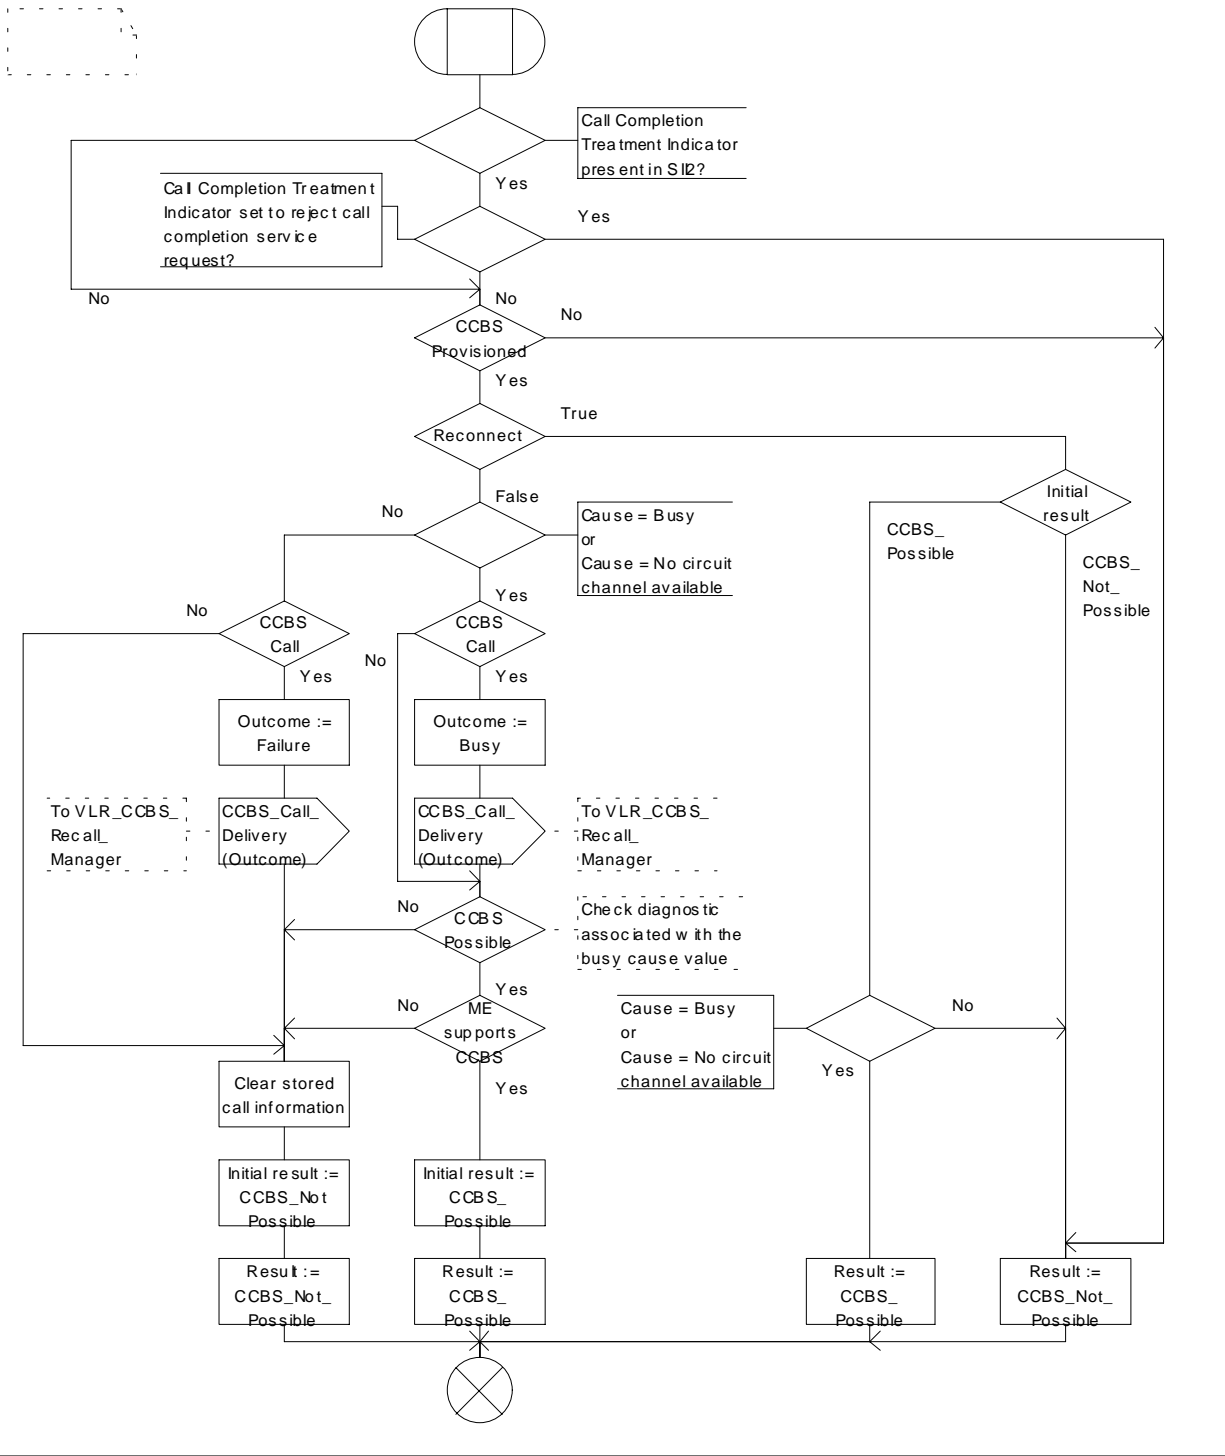 Call Completion
Treatment Indicator
present in SII2?
Yes
Call Completion Treatment
Indicator set to reject call
completion service
request?
Yes
No
No
No
CCBS
Provisioned
Yes
True
Reconnect
False
Initial
result
No
Cause = Busy
or
Cause = No circuit
channel available
CCBS_
Possible
CCBS_
Not_
Possible
Yes
No
CCBS
Call
CCBS
Call
No
Yes
Yes
Outcome :=
Failure
Outcome :=
Busy
To VLR_CCBS_
Recall_
Manager
CCBS_Call_
Delivery
(Outcome)
CCBS_Call_
Delivery
(Outcome)
To VLR_CCBS_
Recall_
Manager
No
CCBS
Possible
Check diagnostic
associated with the
busy cause value
Yes
No
ME
supports
CCBS
Cause = Busy
or
Cause = No circuit
channel available
No
Yes
Yes
Clear stored
call information
Initial result :=
CCBS_Not
Possible
Initial result :=
CCBS_
Possible
Result :=
CCBS_Not_
Possible
Result :=
CCBS_
Possible
Result :=
CCBS_
Possible
Result :=
CCBS_Not_
Possible